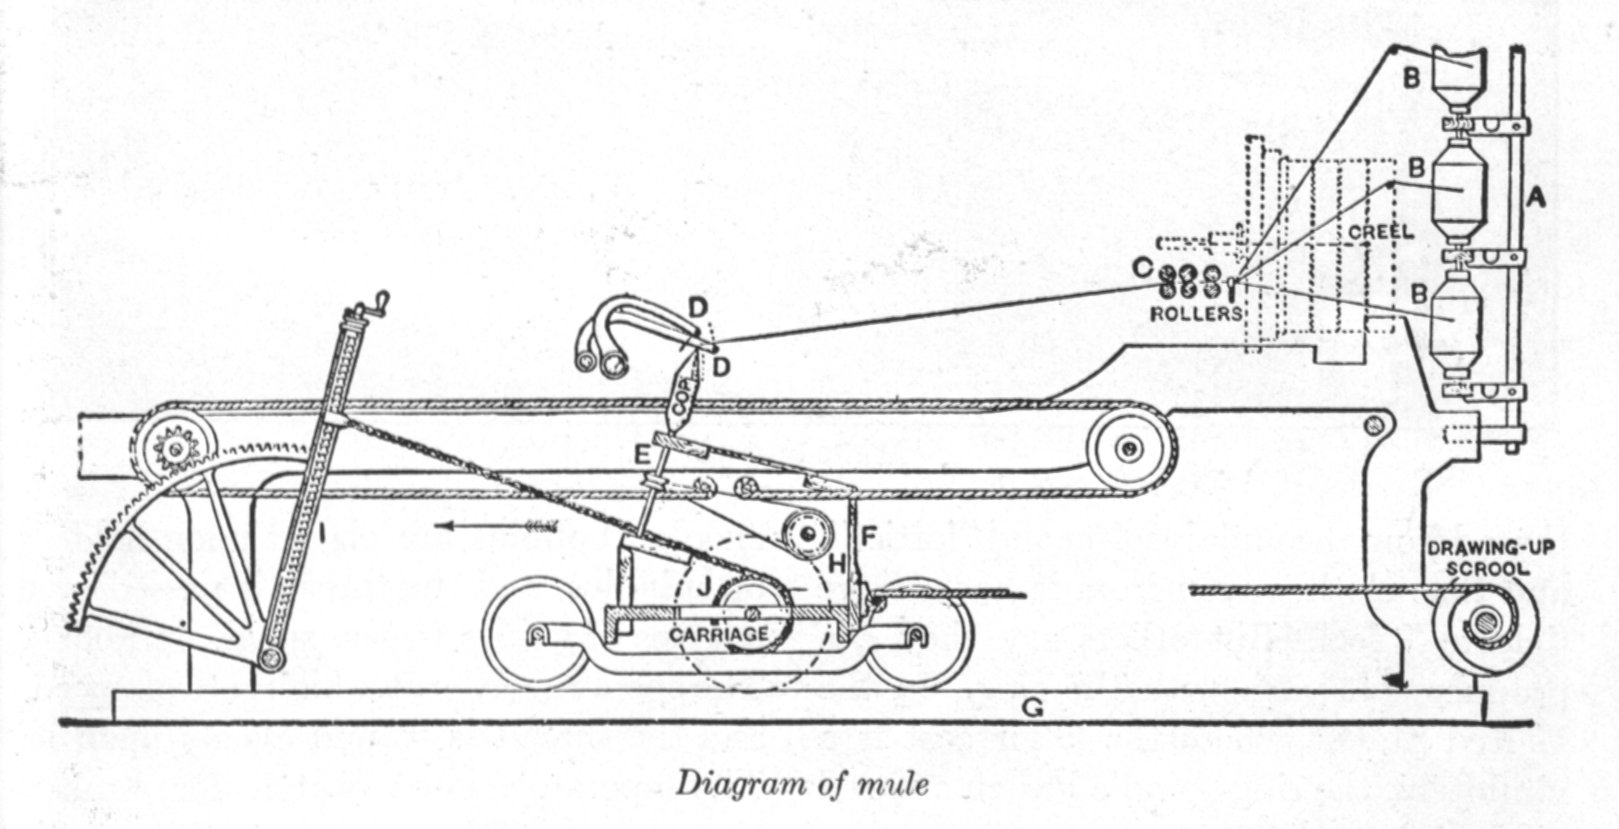 B
B
A
CREEL
C
B
ROLLERS
D
D
COP
E
I
F
H
DRAWING-UP
SCROOL
J
CARRIAGE
G
Diagram of mule